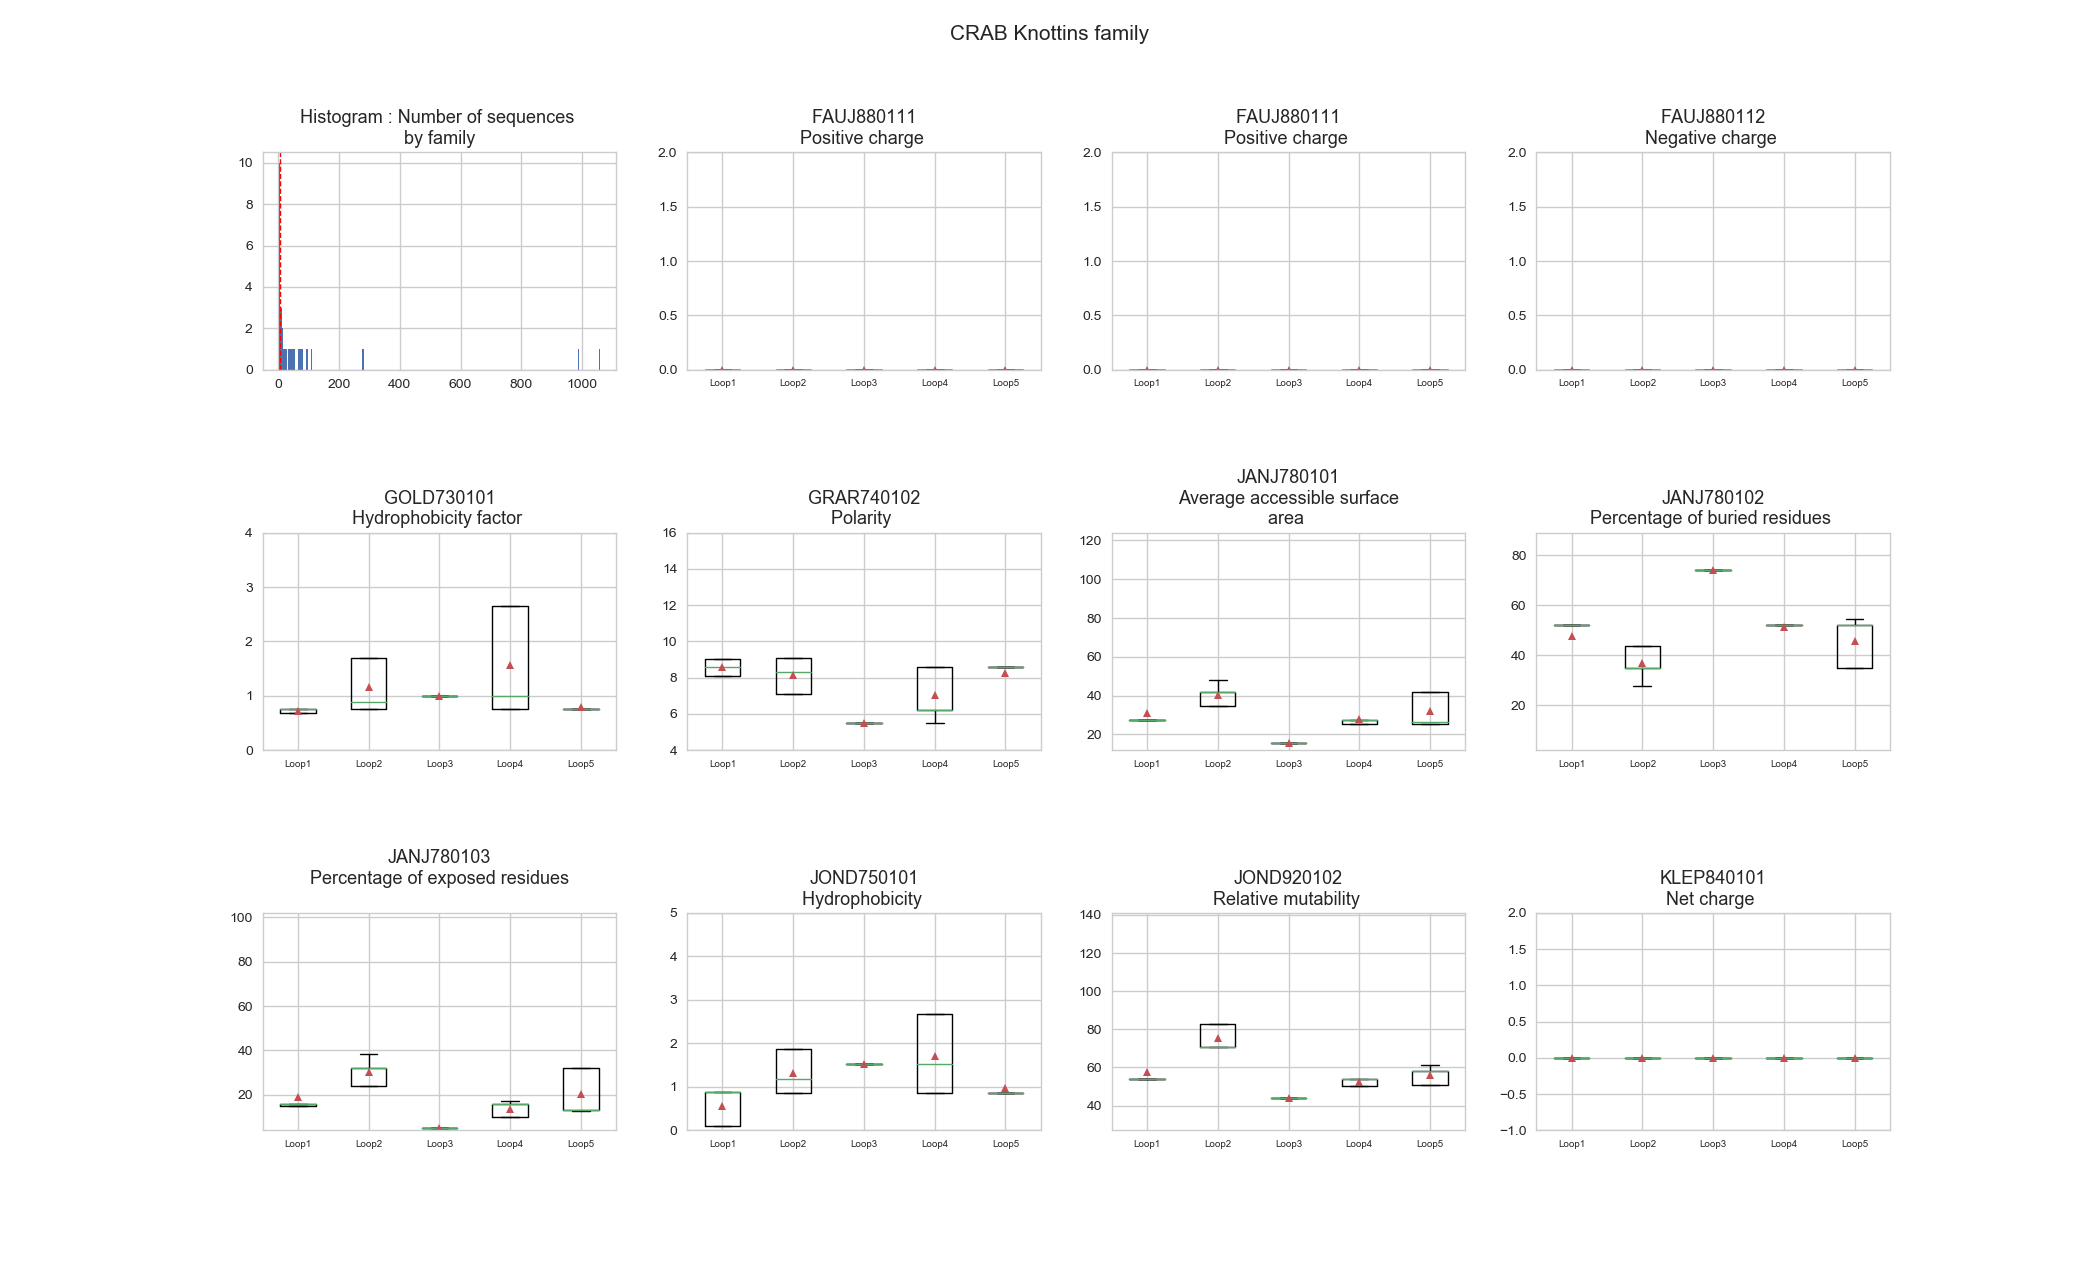 CRAB Knottins family
Histogram : Number of sequences
by family
10
8
6
4
2
0
0 200 400 600 800 1000
FAUJ880111
Positive charge
2.0
1.5
1.0
0.5
0.0
Loop1 Loop2 Loop3 Loop4 Loop5
FAUJ880111
Positive charge
2.0
1.5
1.0
0.5
0.0
Loop1 Loop2 Loop3 Loop4 Loop5
FAUJ880112
Negative charge
2.0
1.5
1.0
0.5
0.0
Loop1 Loop2 Loop3 Loop4 Loop5
GOLD730101
Hydrophobicity factor
4
3
2
1
0
Loop1 Loop2 Loop3 Loop4 Loop5
GRAR740102
Polarity
16
14
12
10
8
6
4
Loop1 Loop2 Loop3 Loop4 Loop5
JANJ780101
Average accessible surface
area
120
100
80
60
40
20
Loop1 Loop2 Loop3 Loop4 Loop5
JANJ780102
Percentage of buried residues
80
60
40
20
Loop1 Loop2 Loop3 Loop4 Loop5
JANJ780103
Percentage of exposed residues
100
80
60
40
20
Loop1 Loop2 Loop3 Loop4 Loop5
JOND750101
Hydrophobicity
5
4
3
2
1
0
Loop1 Loop2 Loop3 Loop4 Loop5
JOND920102
Relative mutability
140
120
100
80
60
40
Loop1 Loop2 Loop3 Loop4 Loop5
KLEP840101
Net charge
2.0
1.5
1.0
0.5
0.0
−0.5
−1.0
Loop1 Loop2 Loop3 Loop4 Loop5